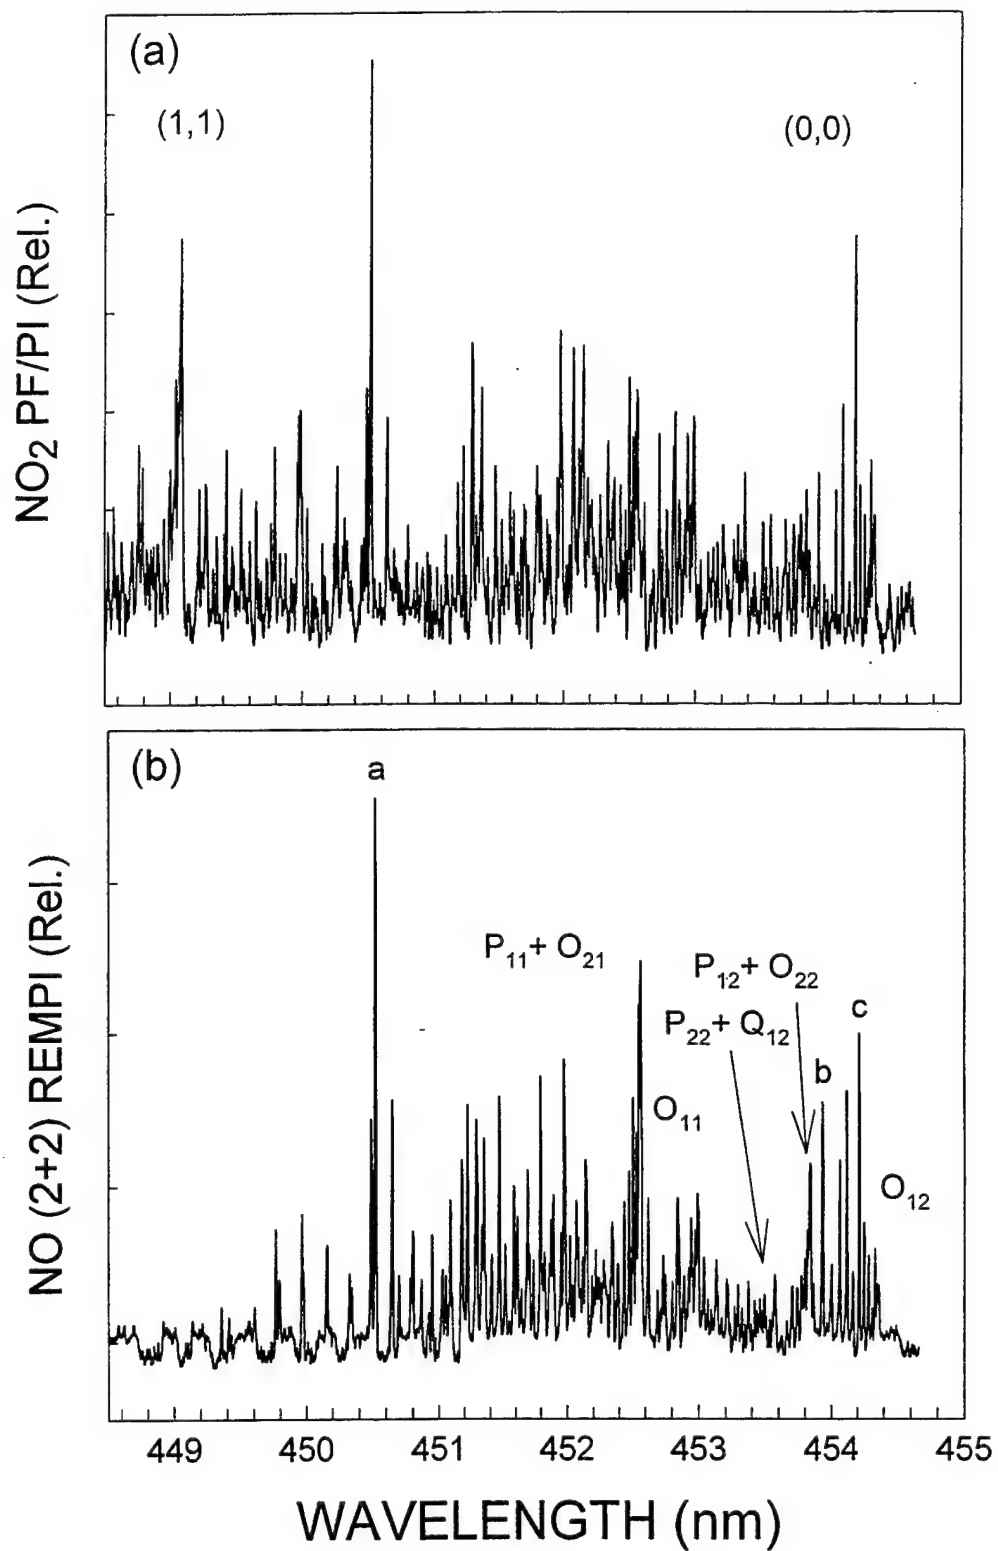 (a)
(1,1)
(0,0)
NO₂ PF/PI (Rel.)
(b)
a
P₁₁+ O₂₁
P₁₂+ O₂₂
P₂₂+ Q₁₂
c
b
O₁₁
O₁₂
NO (2+2) REMPI (Rel.)
449 450 451 452 453 454 455
WAVELENGTH (nm)